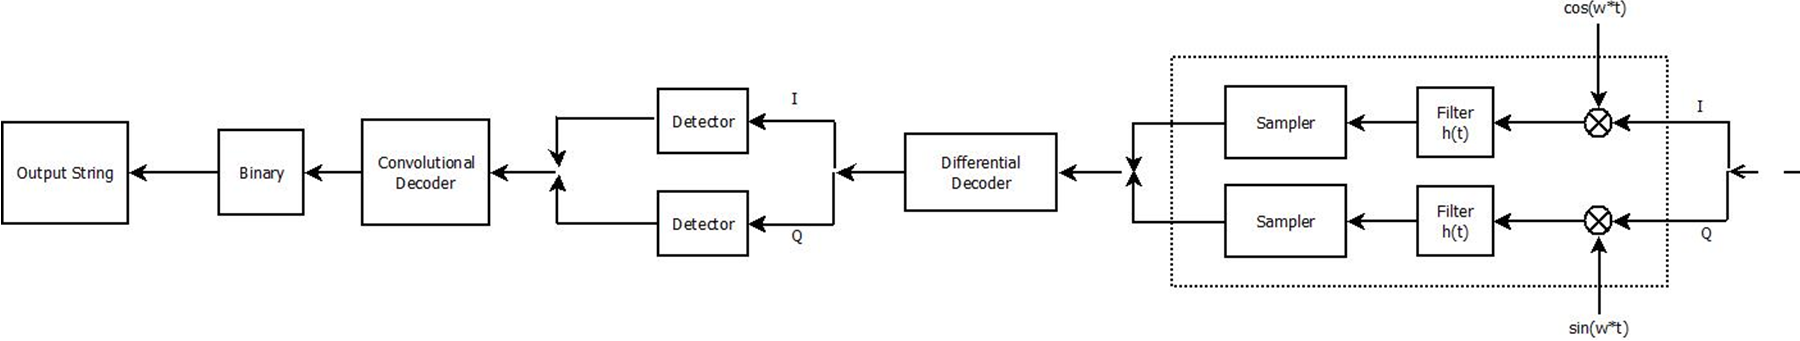 cos(w*t)
I
I
Detector
Sampler
Filter
h(t)
Output String
Binary
Convolutional
Decoder
Differential
Decoder
Detector
Q
Sampler
Filter
h(t)
Q
sin(w*t)